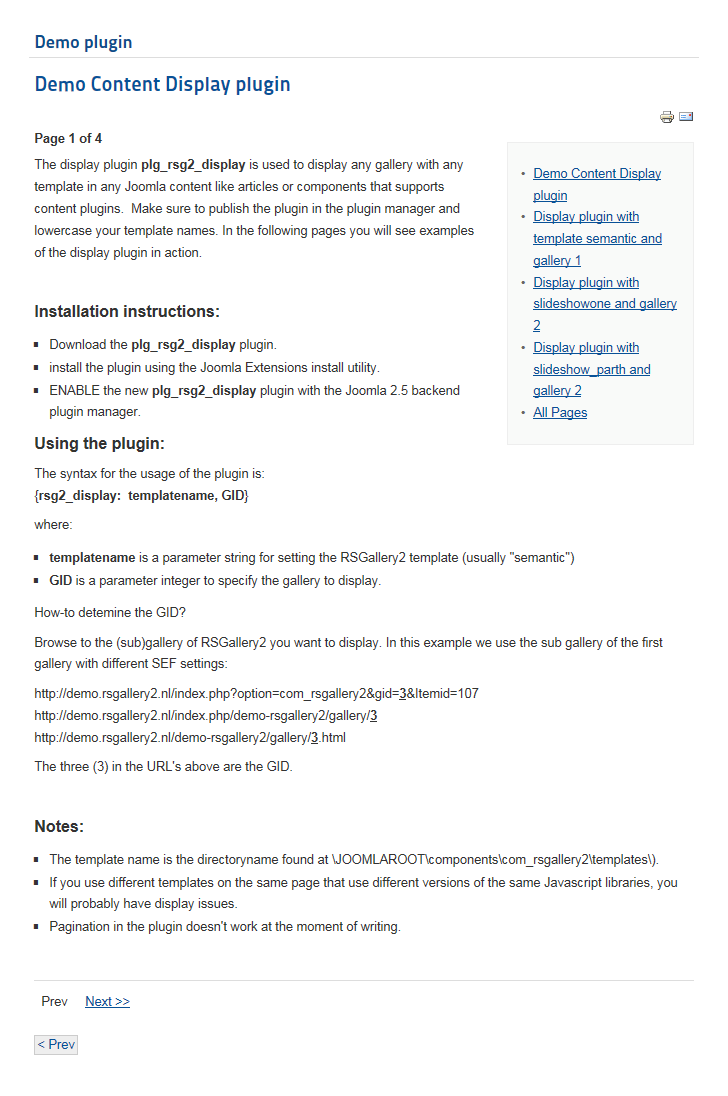 Demo plugin
Demo Content Display plugin
Page 1 of 4
The display plugin plg_rsg2_display is used to display any gallery with any
template in any Joomla content like articles or components that supports
content plugins.  Make sure to publish the plugin in the plugin manager and
lowercase your template names. In the following pages you will see examples
of the display plugin in action.
• Demo Content Display
plugin
• Display plugin with
template semantic and
gallery 1
• Display plugin with
slideshowone and gallery
2
• Display plugin with
slideshow_parth and
gallery 2
• All Pages
Installation instructions:
▪ Download the plg_rsg2_display plugin.
▪ install the plugin using the Joomla Extensions install utility.
▪ ENABLE the new plg_rsg2_display plugin with the Joomla 2.5 backend
plugin manager.
Using the plugin:
The syntax for the usage of the plugin is:
{rsg2_display:  templatename, GID}
where:
▪ templatename is a parameter string for setting the RSGallery2 template (usually "semantic")
▪ GID is a parameter integer to specify the gallery to display.
How-to detemine the GID?
Browse to the (sub)gallery of RSGallery2 you want to display. In this example we use the sub gallery of the first
gallery with different SEF settings:
http://demo.rsgallery2.nl/index.php?option=com_rsgallery2&gid=3&Itemid=107
http://demo.rsgallery2.nl/index.php/demo-rsgallery2/gallery/3
http://demo.rsgallery2.nl/demo-rsgallery2/gallery/3.html
The three (3) in the URL's above are the GID.
Notes:
▪ The template name is the directoryname found at \JOOMLAROOT\components\com_rsgallery2\templates\).
▪ If you use different templates on the same page that use different versions of the same Javascript libraries, you
will probably have display issues.
▪ Pagination in the plugin doesn't work at the moment of writing.
Prev Next >>
< Prev